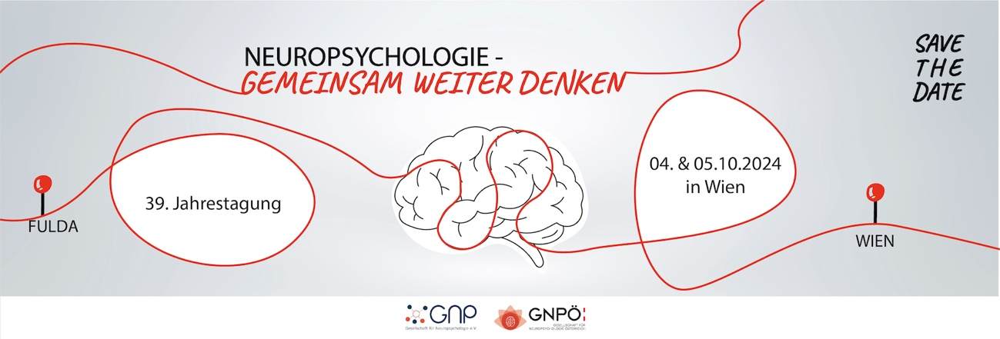 NEUROPSYCHOLOGIE -
GEMEINSAM WEITER DENKEN
SAVE
THE
DATE
39. Jahrestagung
04. & 05.10.2024
in Wien
FULDA
WIEN
GNP
Gesellschaft für Neuropsychologie e.V.
GNPÖ
GESELLSCHAFT FÜR
NEUROPSYCHOLOGIE ÖSTERREICH